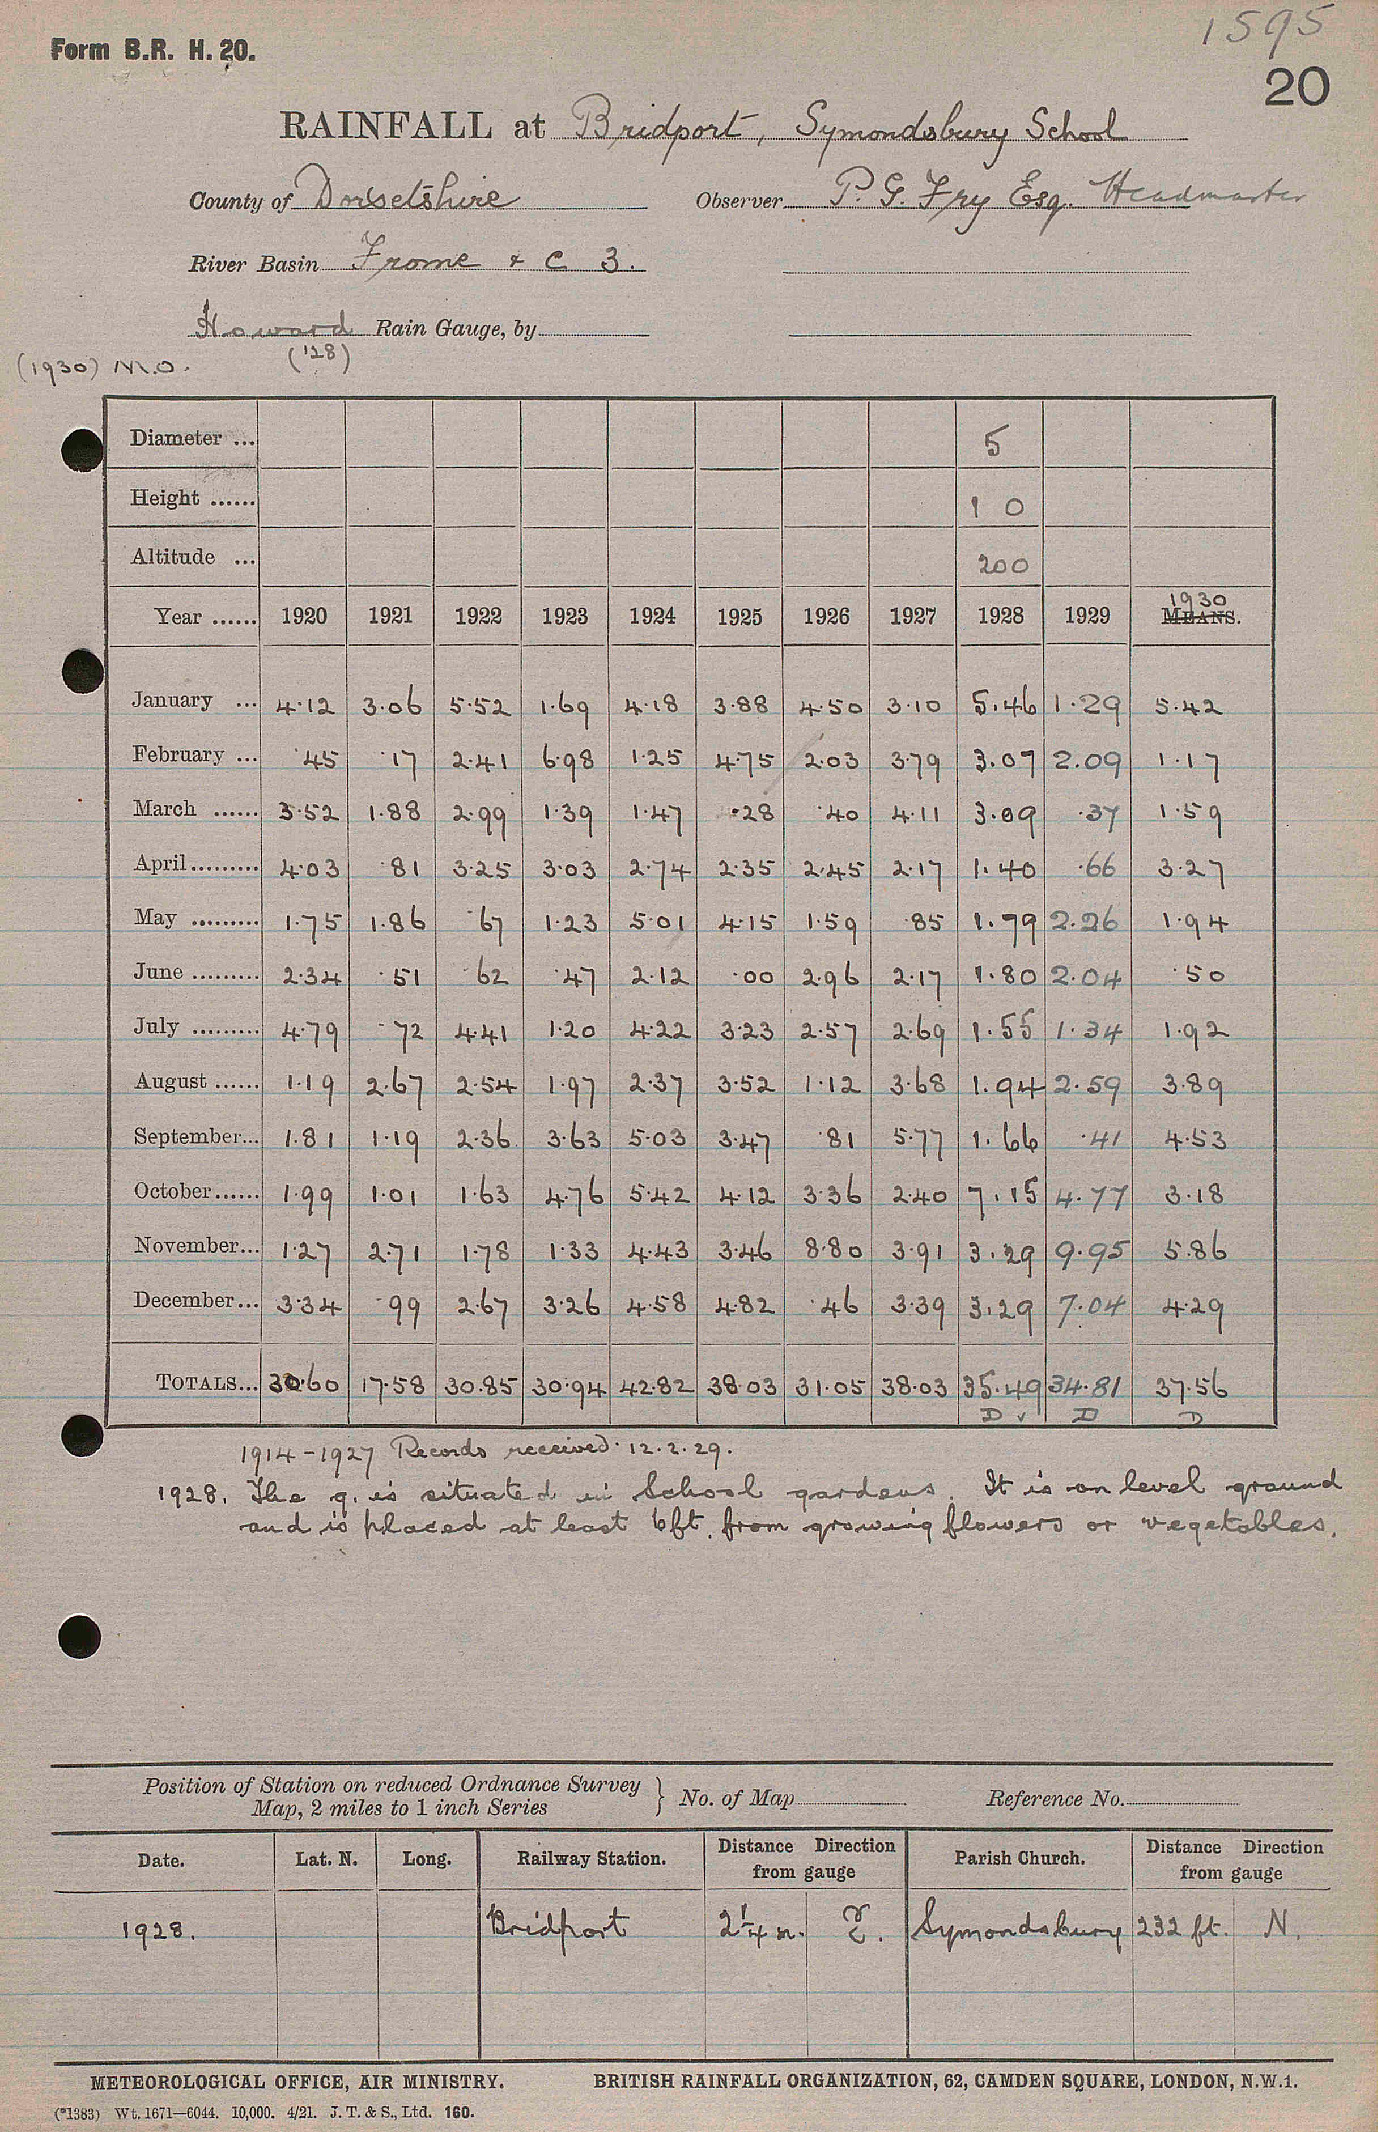 1595
Form B.R. H. 20.
20
RAINFALL at Bridport, Symondsbury School
County of Dorsetshire Observer P. G. Fry Esq. Headmaster
River Basin Frome & C 3.
Howard Rain Gauge, by
(1930) M.O. ('28)
Diameter ... 5
Height ...... 1 0
Altitude ... 200
1930
Year ...... 1920 1921 1922 1923 1924 1925 1926 1927 1928 1929 MEANS.
January ... 4·12 3·06 5·52 1·69 4·18 3·88 4·50 3·10 5.46 1.29 5·42
February ... ·45 ·17 2·41 6·98 1·25 4·75 2·03 3·79 3.07 2.09 1·17
March ...... 3·52 1·88 2·99 1·39 1·47 ·28 ·40 4·11 3.09 ·37 1·59
April ......... 4·03 ·81 3·25 3·03 2·74 2·35 2·45 2·17 1.40 ·66 3·27
May ......... 1·75 1·86 ·67 1·23 5·01 4·15 1·59 ·85 1.79 2.26 1·94
June ......... 2·34 ·51 ·62 ·47 2·12 ·00 2·96 2·17 1.80 2.04 ·50
July ......... 4·79 ·72 4·41 1·20 4·22 3·23 2·57 2·69 1.55 1.34 1·92
August ...... 1·19 2·67 2·54 1·97 2·37 3·52 1·12 3·68 1.94 2.59 3·89
September... 1.81 1·19 2·36 3·63 5·03 3·47 ·81 5·77 1.66 ·41 4·53
October...... 1·99 1·01 1·63 4·76 5·42 4·12 3·36 2·40 7.15 4.77 3·18
November... 1·27 2·71 1·78 1·33 4·43 3·46 8·80 3·91 3.29 9.95 5·86
December... 3·34 ·99 2·67 3·26 4·58 4·82 ·46 3·39 3.29 7.04 4·29
TOTALS... 30·60 17·58 30·85 30·94 42·82 38·03 31·05 38·03 35.49 34.81 37·56
D v D D
1914-1927 Records received 12.2.29.
1928. The g. is situated in School gardens. It is on level ground
and is placed at least 6ft. from growing flowers or vegetables.
Position of Station on reduced Ordnance Survey
Map, 2 miles to 1 inch Series } No. of Map Reference No.
Date. Lat. N. Long. Railway Station. Distance Direction from gauge Parish Church. Distance Direction from gauge
1928. Bridport 2¼ m. E. Symondsbury 232 ft. N.
METEOROLOGICAL OFFICE, AIR MINISTRY. BRITISH RAINFALL ORGANIZATION, 62, CAMDEN SQUARE, LONDON, N.W.1.
(*1383) Wt. 1671—6044. 10,000. 4/21. J. T. & S., Ltd. 160.